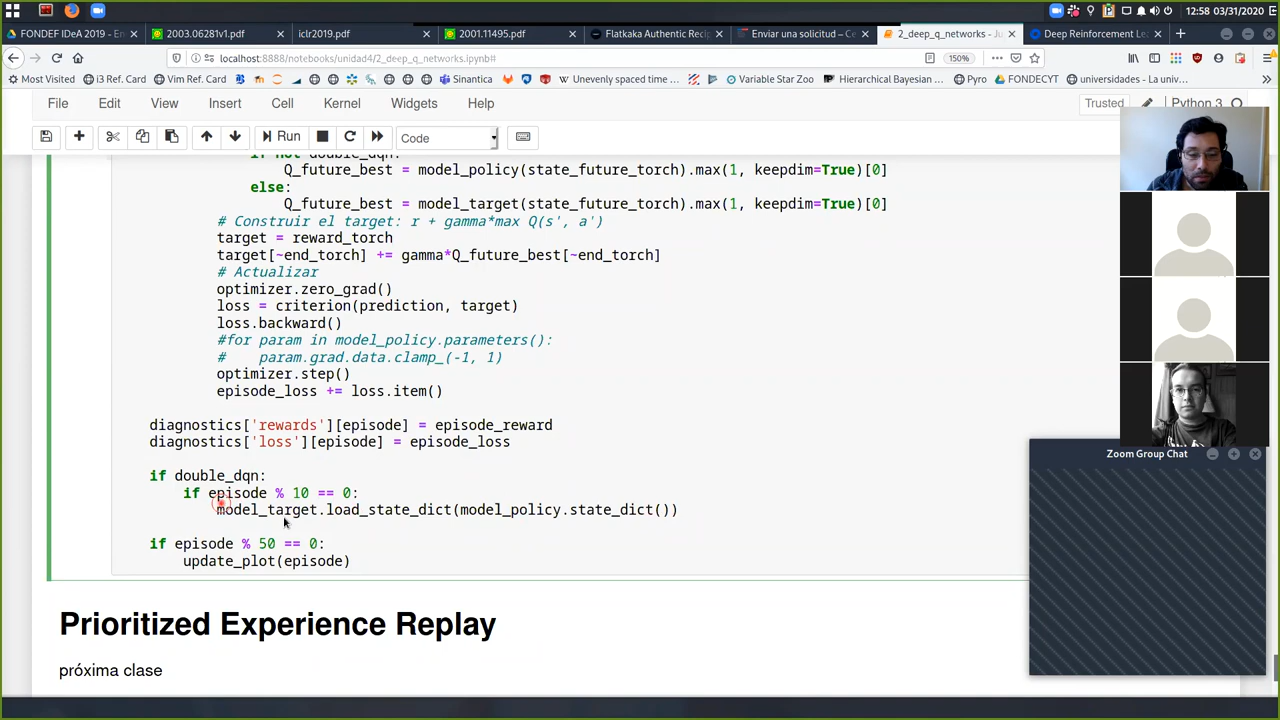 12:58 03/31/2020
FONDEF IDeA 2019 - En
2003.06281v1.pdf
iclr2019.pdf
2001.11495.pdf
Flatkaka Authentic Recip
Enviar una solicitud – Ce
2_deep_q_networks - Ju
Deep Reinforcement Lea
localhost:8888/notebooks/unidad4/2_deep_q_networks.ipynb#
150%
Most Visited
i3 Ref. Card
Vim Ref. Card
Sinantica
Unevenly spaced time
Variable Star Zoo
Hierarchical Bayesian
FONDECYT
universidades - La univ
File Edit View Insert Cell Kernel Widgets Help
Trusted
Python 3
Run
Code
if not double_dqn:
Q_future_best = model_policy(state_future_torch).max(1, keepdim=True)[0]
else:
Q_future_best = model_target(state_future_torch).max(1, keepdim=True)[0]
# Construir el target: r + gamma*max Q(s', a')
target = reward_torch
target[~end_torch] += gamma*Q_future_best[~end_torch]
# Actualizar
optimizer.zero_grad()
loss = criterion(prediction, target)
loss.backward()
#for param in model_policy.parameters():
# param.grad.data.clamp_(-1, 1)
optimizer.step()
episode_loss += loss.item()
diagnostics['rewards'][episode] = episode_reward
diagnostics['loss'][episode] = episode_loss
if double_dqn:
if episode % 10 == 0:
model_target.load_state_dict(model_policy.state_dict())
if episode % 50 == 0:
update_plot(episode)
Prioritized Experience Replay
próxima clase
Zoom Group Chat